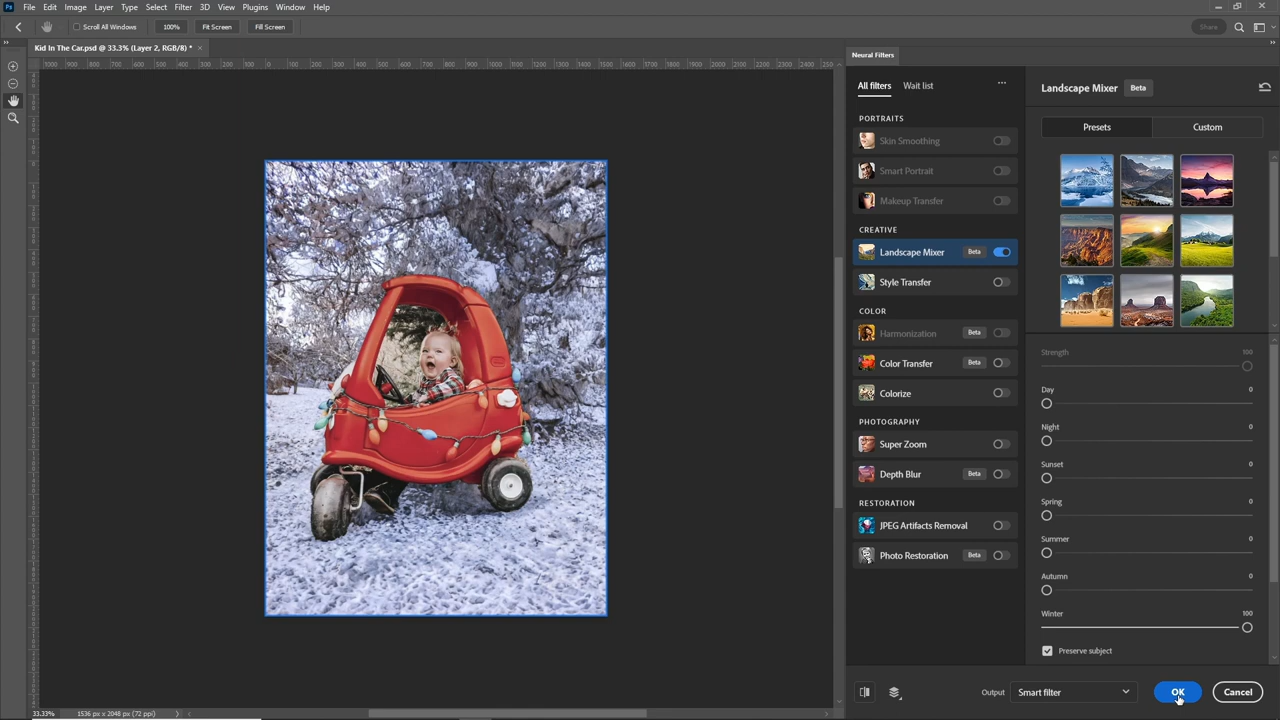 Ps File Edit Image Layer Type Select Filter 3D View Plugins Window Help
Scroll All Windows 100% Fit Screen Fill Screen Share
Kid In The Car.psd @ 33.3% (Layer 2, RGB/8) * ×
Neural Filters
All filters Wait list ...
PORTRAITS
Skin Smoothing
Smart Portrait
Makeup Transfer
CREATIVE
Landscape Mixer Beta
Style Transfer
COLOR
Harmonization Beta
Color Transfer Beta
Colorize
PHOTOGRAPHY
Super Zoom
Depth Blur Beta
RESTORATION
JPEG Artifacts Removal
Photo Restoration Beta
Landscape Mixer Beta
Presets Custom
Strength 100
Day 0
Night 0
Sunset 0
Spring 0
Summer 0
Autumn 0
Winter 100
Preserve subject
Output Smart filter OK Cancel
33.33% 1536 px x 2048 px (72 ppi)